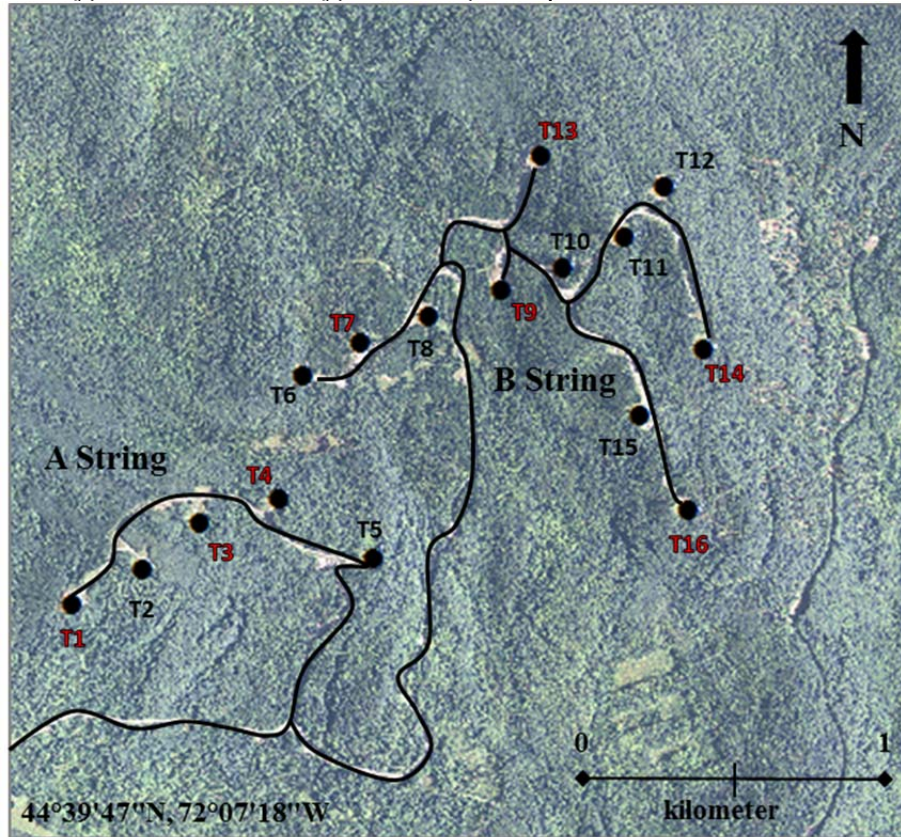 T13
N
T12
T10
T11
T7
T9
T8
T14
B String
T6
T15
A String
T4
T5
T3
T16
T2
T1
0 1
kilometer
44°39'47"N, 72°07'18"W